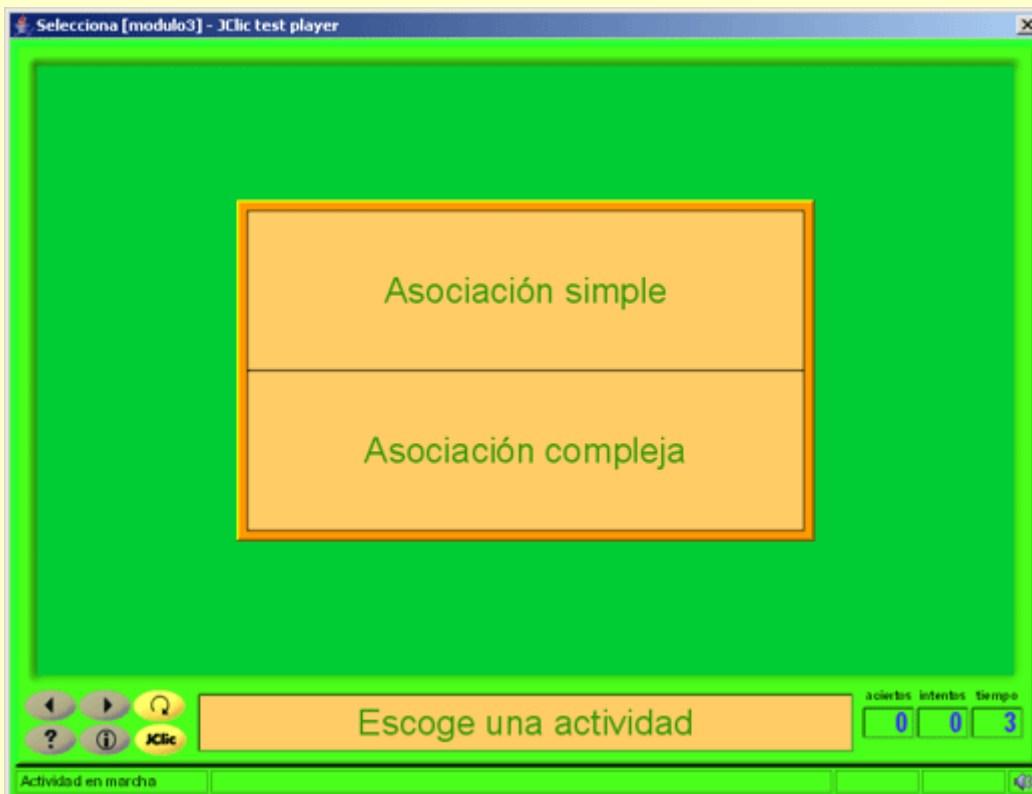 Selecciona [modulo3] - JClic test player
Asociación simple
Asociación compleja
Escoge una actividad
aciertos intentos tiempo
0 0 3
? JClic
Actividad en marcha